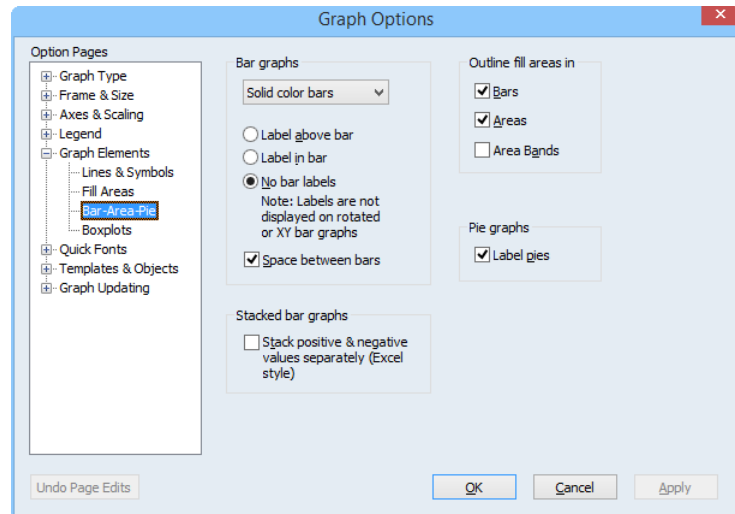 Graph Options
Option Pages
Graph Type
Frame & Size
Axes & Scaling
Legend
Graph Elements
Lines & Symbols
Fill Areas
Bar-Area-Pie
Boxplots
Quick Fonts
Templates & Objects
Graph Updating
Bar graphs
Solid color bars
Label above bar
Label in bar
No bar labels
Note: Labels are not
displayed on rotated
or XY bar graphs
Space between bars
Stacked bar graphs
Stack positive & negative
values separately (Excel
style)
Outline fill areas in
Bars
Areas
Area Bands
Pie graphs
Label pies
Undo Page Edits
OK
Cancel
Apply